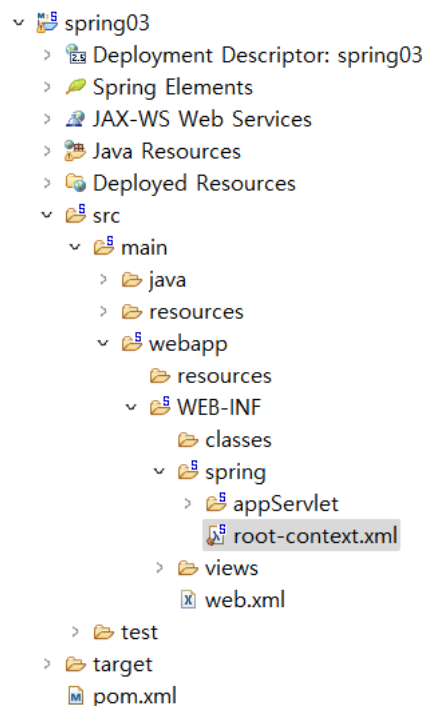 spring03
Deployment Descriptor: spring03
Spring Elements
JAX-WS Web Services
Java Resources
Deployed Resources
src
main
java
resources
webapp
resources
WEB-INF
classes
spring
appServlet
root-context.xml
views
web.xml
test
target
pom.xml